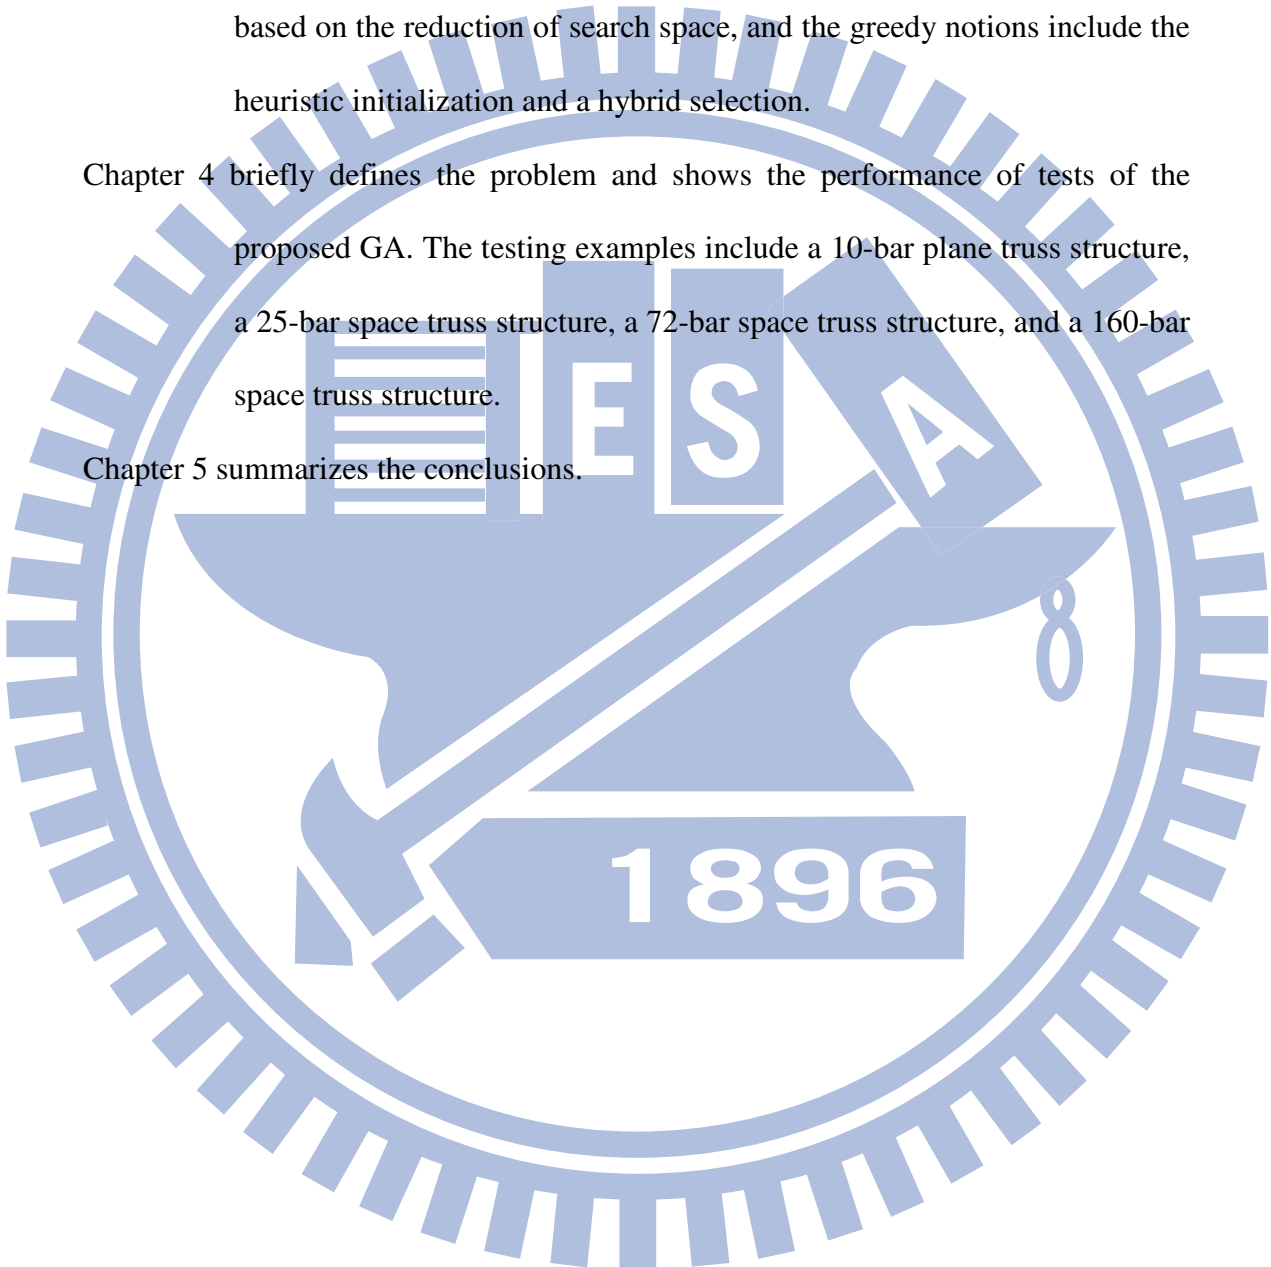 based on the reduction of search space, and the greedy notions include the
heuristic initialization and a hybrid selection.
Chapter 4 briefly defines the problem and shows the performance of tests of the
proposed GA. The testing examples include a 10-bar plane truss structure,
a 25-bar space truss structure, a 72-bar space truss structure, and a 160-bar
space truss structure.
Chapter 5 summarizes the conclusions.
E S A
8
1896